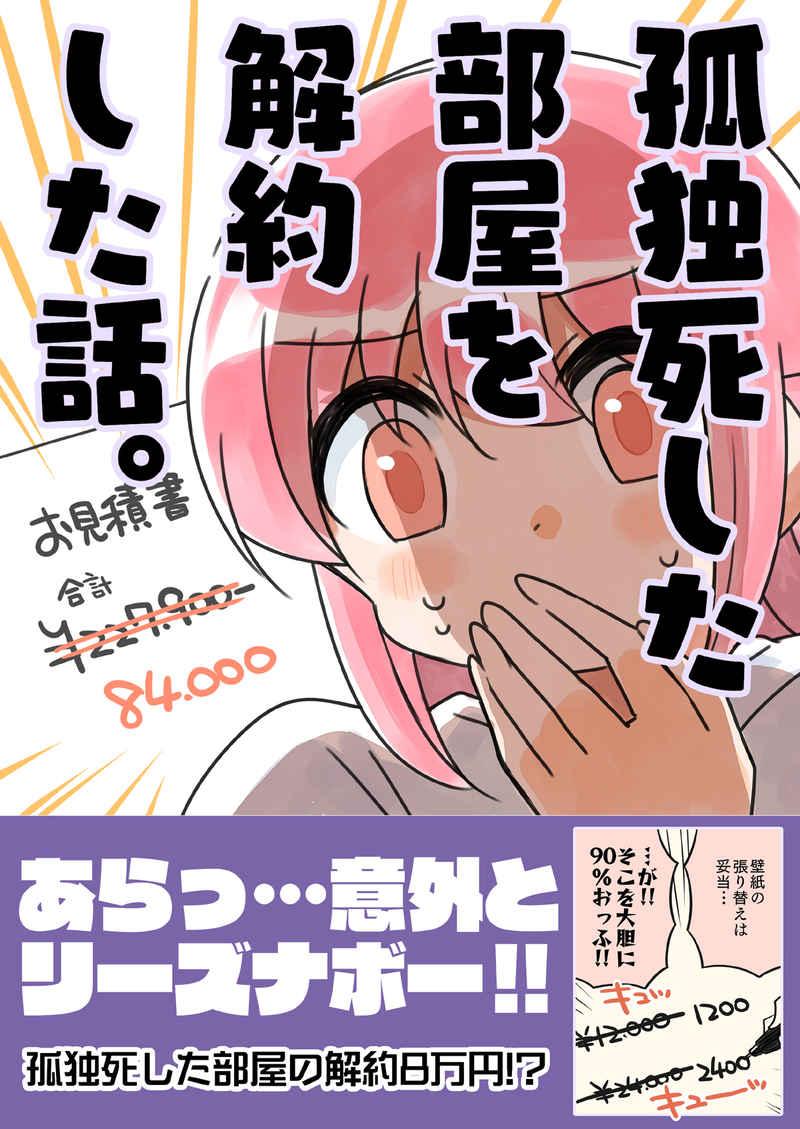 孤独死した
部屋を
解約
した話。
お見積書
合計
¥227.900-
84.000
あらっ…意外と
リーズナボー!!
孤独死した部屋の解約8万円!?
壁紙の
張り替えは
妥当…
…が!!
そこを大胆に
90%おっふ!!
キュッ
¥12.000 1200
¥24.000 2400
キューッ